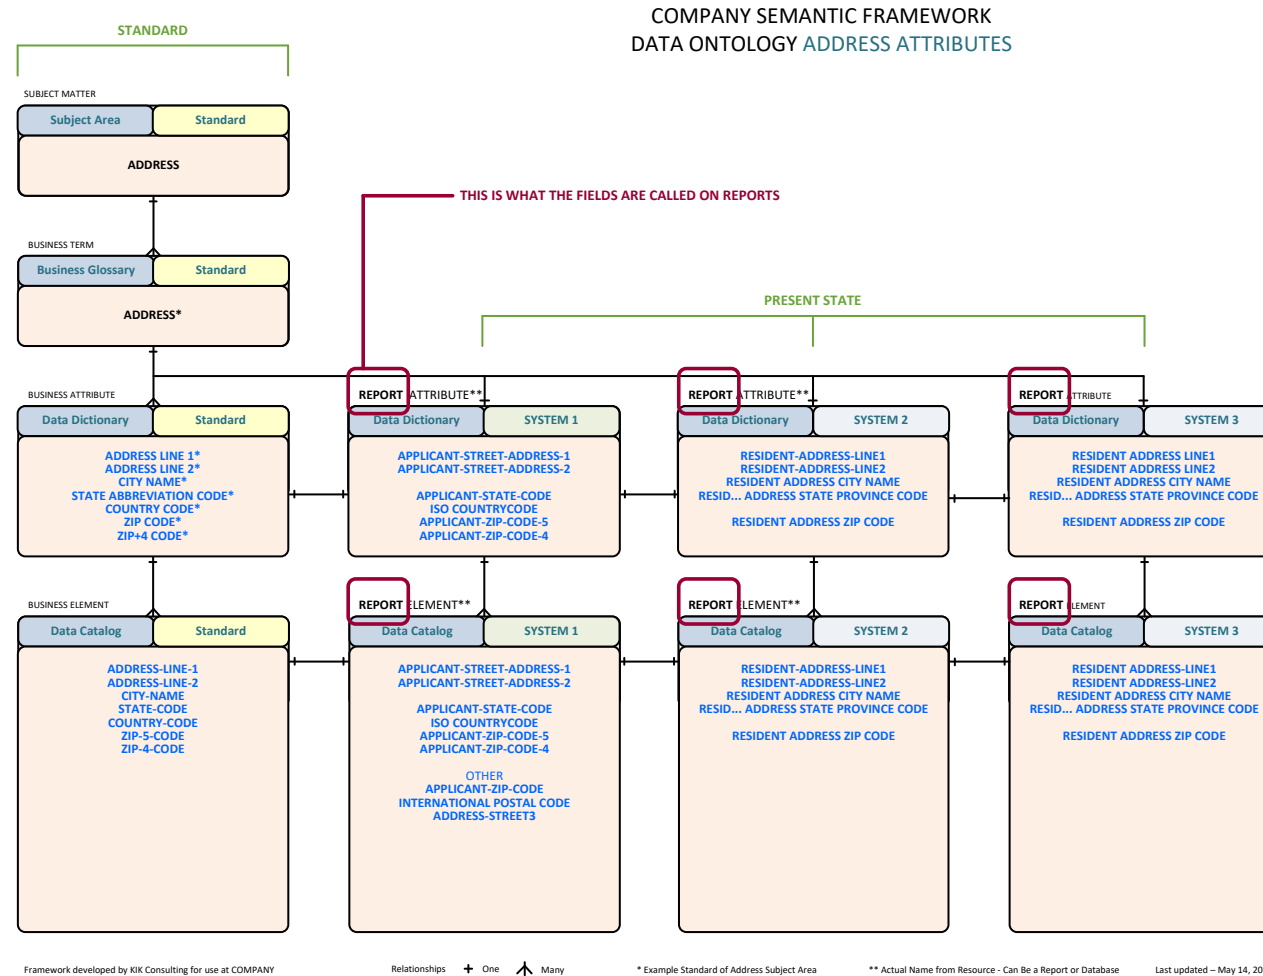 COMPANY SEMANTIC FRAMEWORK
DATA ONTOLOGY ADDRESS ATTRIBUTES
STANDARD
SUBJECT MATTER
Subject Area
Standard
ADDRESS
THIS IS WHAT THE FIELDS ARE CALLED ON REPORTS
BUSINESS TERM
Business Glossary
Standard
ADDRESS*
PRESENT STATE
BUSINESS ATTRIBUTE
Data Dictionary
Standard
ADDRESS LINE 1*
ADDRESS LINE 2*
CITY NAME*
STATE ABBREVIATION CODE*
COUNTRY CODE*
ZIP CODE*
ZIP+4 CODE*
REPORT ATTRIBUTE**
Data Dictionary
SYSTEM 1
APPLICANT-STREET-ADDRESS-1
APPLICANT-STREET-ADDRESS-2
APPLICANT-STATE-CODE
ISO COUNTRYCODE
APPLICANT-ZIP-CODE-5
APPLICANT-ZIP-CODE-4
REPORT ATTRIBUTE**
Data Dictionary
SYSTEM 2
RESIDENT-ADDRESS-LINE1
RESIDENT-ADDRESS-LINE2
RESIDENT ADDRESS CITY NAME
RESID... ADDRESS STATE PROVINCE CODE
RESIDENT ADDRESS ZIP CODE
REPORT ATTRIBUTE
Data Dictionary
SYSTEM 3
RESIDENT ADDRESS LINE1
RESIDENT ADDRESS LINE2
RESIDENT ADDRESS CITY NAME
RESID... ADDRESS STATE PROVINCE CODE
RESIDENT ADDRESS ZIP CODE
BUSINESS ELEMENT
Data Catalog
Standard
ADDRESS-LINE-1
ADDRESS-LINE-2
CITY-NAME
STATE-CODE
COUNTRY-CODE
ZIP-5-CODE
ZIP-4-CODE
REPORT ELEMENT**
Data Catalog
SYSTEM 1
APPLICANT-STREET-ADDRESS-1
APPLICANT-STREET-ADDRESS-2
APPLICANT-STATE-CODE
ISO COUNTRYCODE
APPLICANT-ZIP-CODE-5
APPLICANT-ZIP-CODE-4
OTHER
APPLICANT-ZIP-CODE
INTERNATIONAL POSTAL CODE
ADDRESS-STREET3
REPORT ELEMENT**
Data Catalog
SYSTEM 2
RESIDENT-ADDRESS-LINE1
RESIDENT-ADDRESS-LINE2
RESIDENT ADDRESS CITY NAME
RESID... ADDRESS STATE PROVINCE CODE
RESIDENT ADDRESS ZIP CODE
REPORT ELEMENT
Data Catalog
SYSTEM 3
RESIDENT ADDRESS-LINE1
RESIDENT ADDRESS-LINE2
RESIDENT ADDRESS CITY NAME
RESID... ADDRESS STATE PROVINCE CODE
RESIDENT ADDRESS ZIP CODE
Framework developed by KIK Consulting for use at COMPANY
Relationships One Many
* Example Standard of Address Subject Area
** Actual Name from Resource - Can Be a Report or Database
Last updated – May 14,